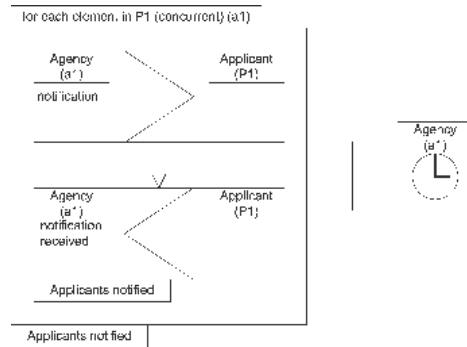 for each element in P1 (concurrent) (a1)
Agency
(a1)
Applicant
(P1)
notification
Agency
(a1)
Agency
(a1)
Applicant
(P1)
notification
received
Applicants notified
Applicants notified